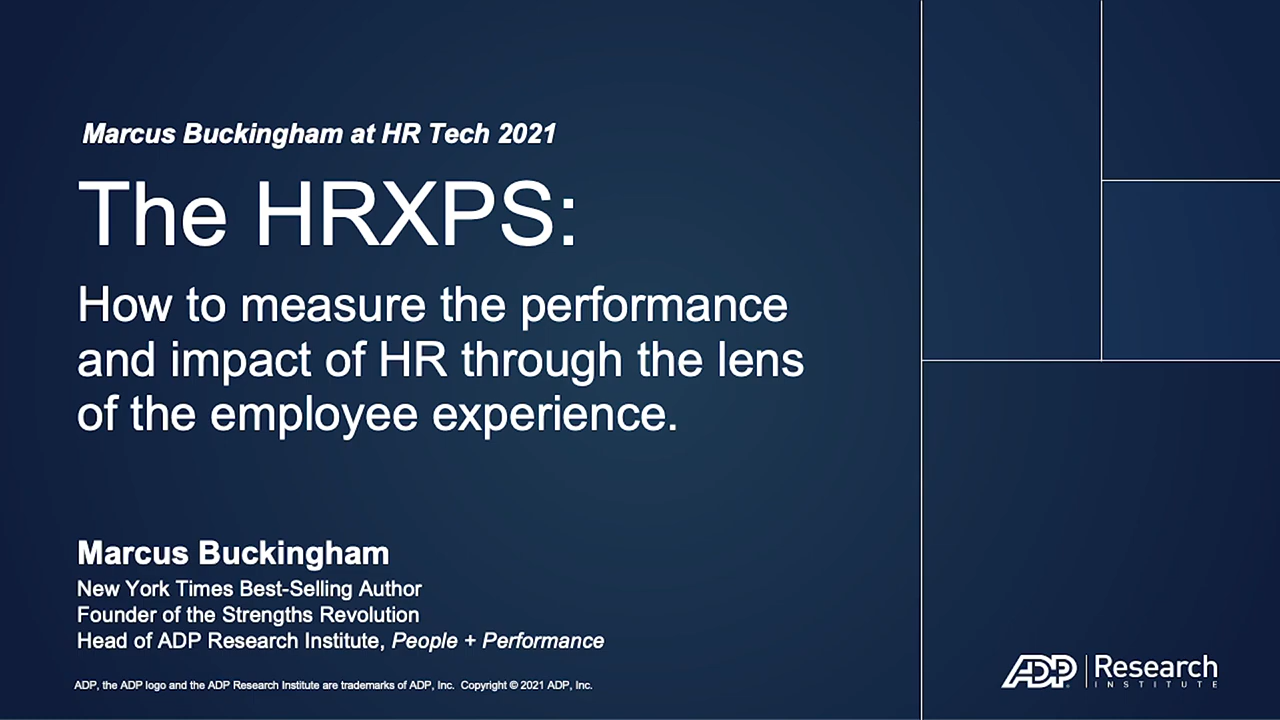 Marcus Buckingham at HR Tech 2021
The HRXPS:
How to measure the performance
and impact of HR through the lens
of the employee experience.
Marcus Buckingham
New York Times Best-Selling Author
Founder of the Strengths Revolution
Head of ADP Research Institute, People + Performance
ADP, the ADP logo and the ADP Research Institute are trademarks of ADP, Inc. Copyright © 2021 ADP, Inc.
ADP Research
INSTITUTE